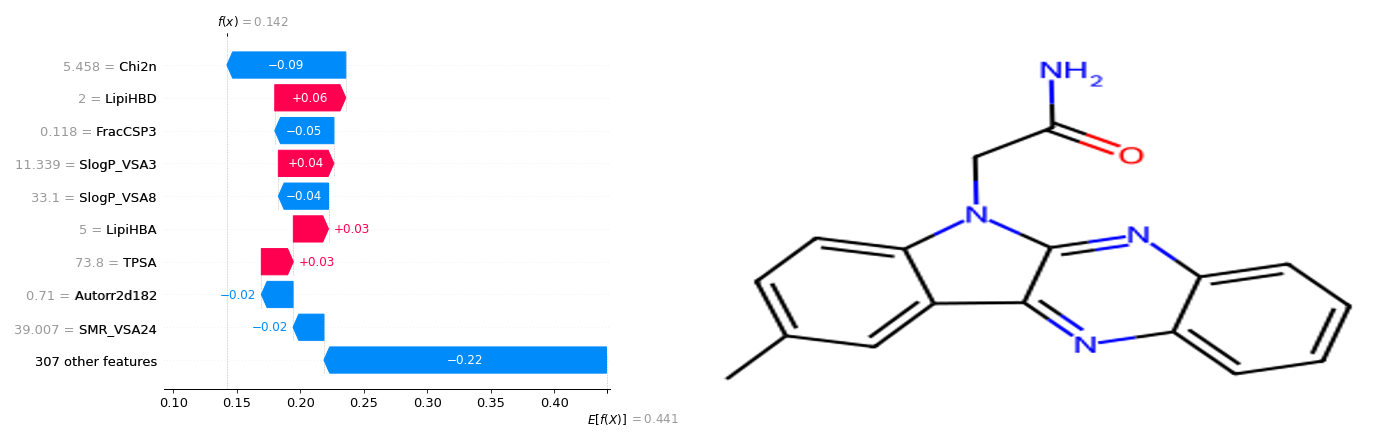 f(x) = 0.142
5.458 = Chi2n
−0.09
2 = LipiHBD
+0.06
0.118 = FracCSP3
−0.05
11.339 = SlogP_VSA3
+0.04
33.1 = SlogP_VSA8
−0.04
5 = LipiHBA
+0.03
73.8 = TPSA
+0.03
0.71 = Autorr2d182
−0.02
39.007 = SMR_VSA24
−0.02
307 other features
−0.22
0.10 0.15 0.20 0.25 0.30 0.35 0.40
E[f(X)] = 0.441
NH2
O
N
N
N